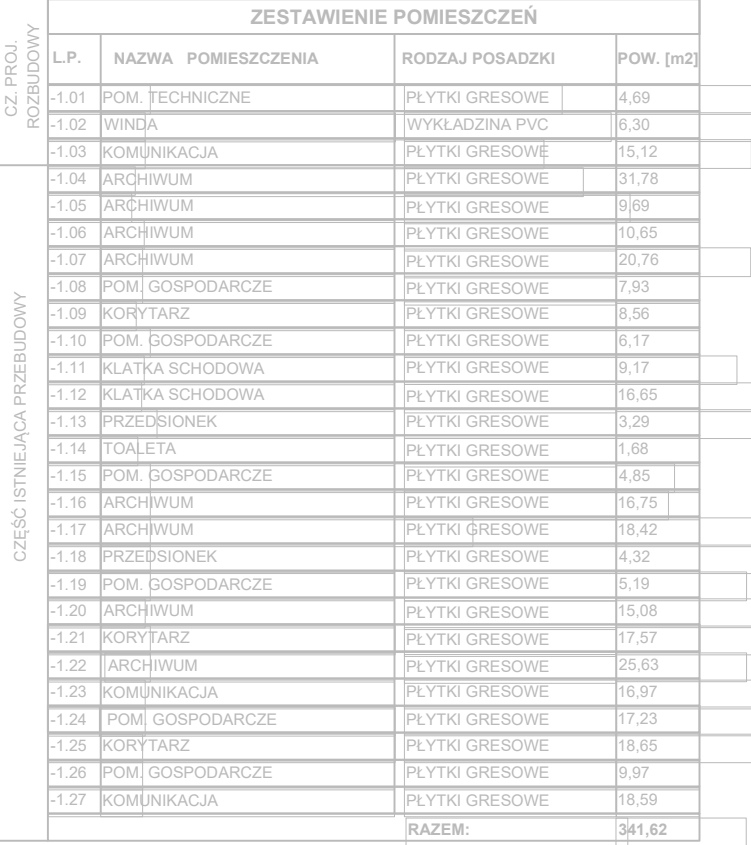 ZESTAWIENIE POMIESZCZEŃ
CZ. PROJ.
ROZBUDOWY
L.P. NAZWA POMIESZCZENIA RODZAJ POSADZKI POW. [m2]
-1.01 POM. TECHNICZNE PŁYTKI GRESOWE 4,69
-1.02 WINDA WYKŁADZINA PVC 6,30
-1.03 KOMUNIKACJA PŁYTKI GRESOWE 15,12
CZĘŚĆ ISTNIEJĄCA PRZEBUDOWY
-1.04 ARCHIWUM PŁYTKI GRESOWE 31,78
-1.05 ARCHIWUM PŁYTKI GRESOWE 9,69
-1.06 ARCHIWUM PŁYTKI GRESOWE 10,65
-1.07 ARCHIWUM PŁYTKI GRESOWE 20,76
-1.08 POM. GOSPODARCZE PŁYTKI GRESOWE 7,93
-1.09 KORYTARZ PŁYTKI GRESOWE 8,56
-1.10 POM. GOSPODARCZE PŁYTKI GRESOWE 6,17
-1.11 KLATKA SCHODOWA PŁYTKI GRESOWE 9,17
-1.12 KLATKA SCHODOWA PŁYTKI GRESOWE 16,65
-1.13 PRZEDSIONEK PŁYTKI GRESOWE 3,29
-1.14 TOALETA PŁYTKI GRESOWE 1,68
-1.15 POM. GOSPODARCZE PŁYTKI GRESOWE 4,85
-1.16 ARCHIWUM PŁYTKI GRESOWE 16,75
-1.17 ARCHIWUM PŁYTKI GRESOWE 18,42
-1.18 PRZEDSIONEK PŁYTKI GRESOWE 4,32
-1.19 POM. GOSPODARCZE PŁYTKI GRESOWE 5,19
-1.20 ARCHIWUM PŁYTKI GRESOWE 15,08
-1.21 KORYTARZ PŁYTKI GRESOWE 17,57
-1.22 ARCHIWUM PŁYTKI GRESOWE 25,63
-1.23 KOMUNIKACJA PŁYTKI GRESOWE 16,97
-1.24 POM. GOSPODARCZE PŁYTKI GRESOWE 17,23
-1.25 KORYTARZ PŁYTKI GRESOWE 18,65
-1.26 POM. GOSPODARCZE PŁYTKI GRESOWE 9,97
-1.27 KOMUNIKACJA PŁYTKI GRESOWE 18,59
RAZEM: 341,62